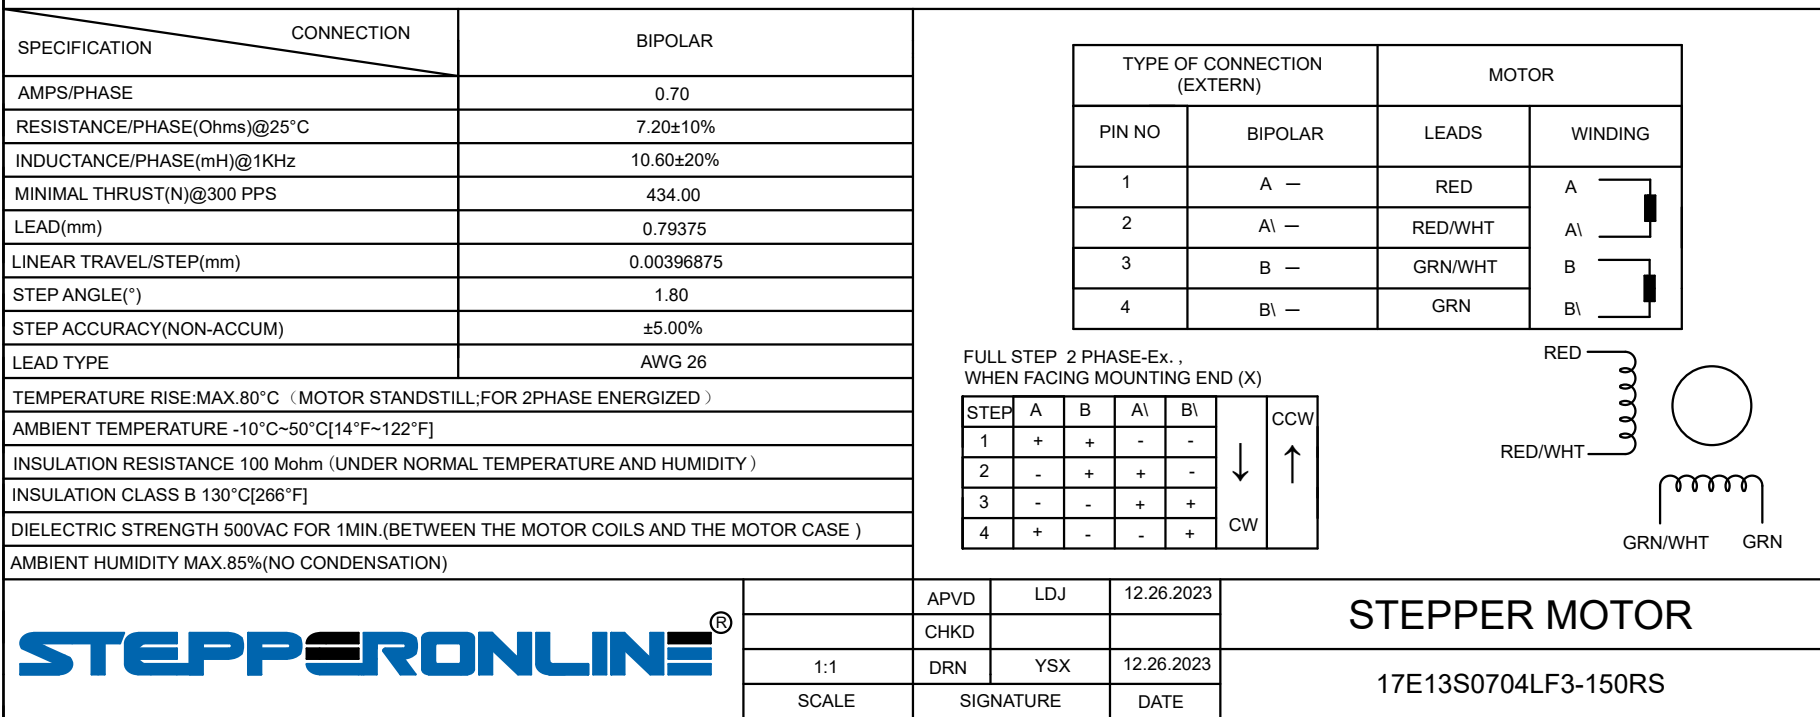 SPECIFICATION CONNECTION BIPOLAR
AMPS/PHASE 0.70
RESISTANCE/PHASE(Ohms)@25°C 7.20±10%
INDUCTANCE/PHASE(mH)@1KHz 10.60±20%
MINIMAL THRUST(N)@300 PPS 434.00
LEAD(mm) 0.79375
LINEAR TRAVEL/STEP(mm) 0.00396875
STEP ANGLE(°) 1.80
STEP ACCURACY(NON-ACCUM) ±5.00%
LEAD TYPE AWG 26
TEMPERATURE RISE:MAX.80°C（MOTOR STANDSTILL;FOR 2PHASE ENERGIZED）
AMBIENT TEMPERATURE -10°C~50°C[14°F~122°F]
INSULATION RESISTANCE 100 Mohm（UNDER NORMAL TEMPERATURE AND HUMIDITY）
INSULATION CLASS B 130°C[266°F]
DIELECTRIC STRENGTH 500VAC FOR 1MIN.(BETWEEN THE MOTOR COILS AND THE MOTOR CASE )
AMBIENT HUMIDITY MAX.85%(NO CONDENSATION)
TYPE OF CONNECTION MOTOR
(EXTERN)
PIN NO BIPOLAR LEADS WINDING
1 A — RED A
2 A\ — RED/WHT A\
3 B — GRN/WHT B
4 B\ — GRN B\
FULL STEP 2 PHASE-Ex.,
WHEN FACING MOUNTING END (X)
STEP A B A\ B\ CCW
1 + + - -
2 - + + -
3 - - + +
4 + - - + CW
RED
RED/WHT
GRN/WHT GRN
STEPPERONLINE®
APVD LDJ 12.26.2023
CHKD
1:1 DRN YSX 12.26.2023
SCALE SIGNATURE DATE
STEPPER MOTOR
17E13S0704LF3-150RS